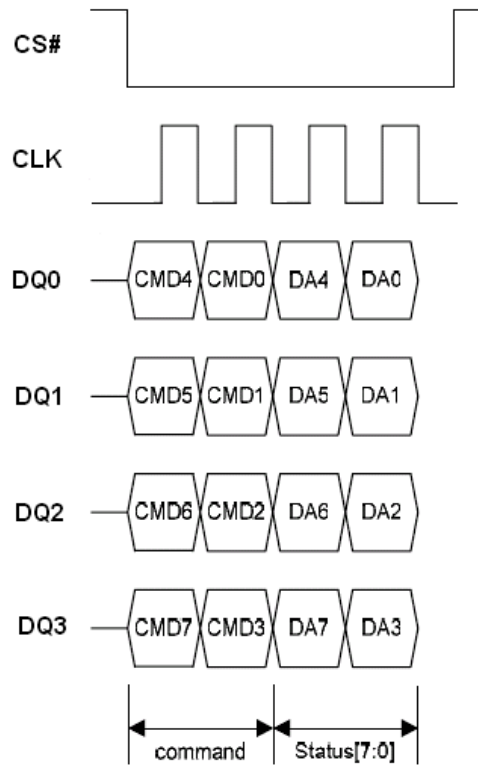 CS#
CLK
DQ0 CMD4 CMD0 DA4 DA0
DQ1 CMD5 CMD1 DA5 DA1
DQ2 CMD6 CMD2 DA6 DA2
DQ3 CMD7 CMD3 DA7 DA3
command Status[7:0]